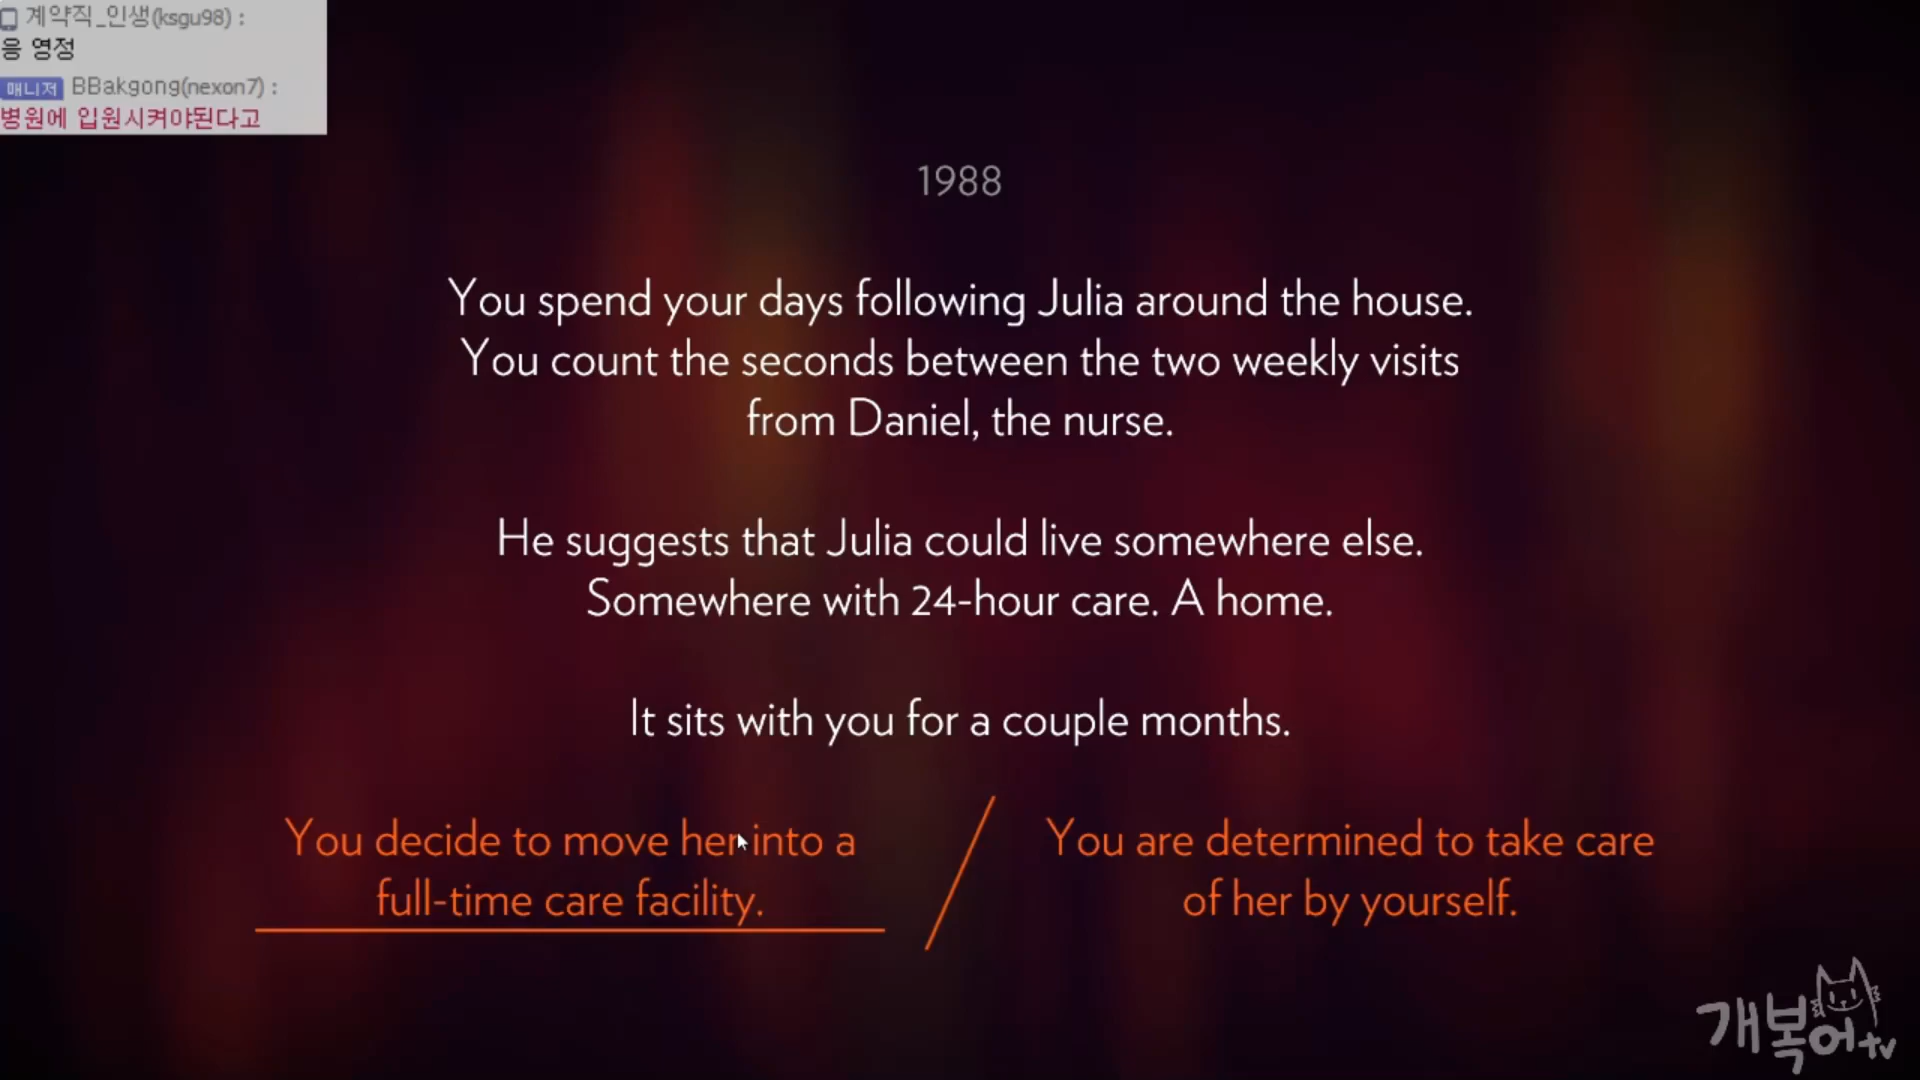 계약직_인생(ksgu98) :
응 영정
매니저 BBakgong(nexon7) :
병원에 입원시켜야된다고
1988
You spend your days following Julia around the house.
You count the seconds between the two weekly visits
from Daniel, the nurse.
He suggests that Julia could live somewhere else.
Somewhere with 24-hour care. A home.
It sits with you for a couple months.
You decide to move her into a
full-time care facility.
You are determined to take care
of her by yourself.
개복어tv